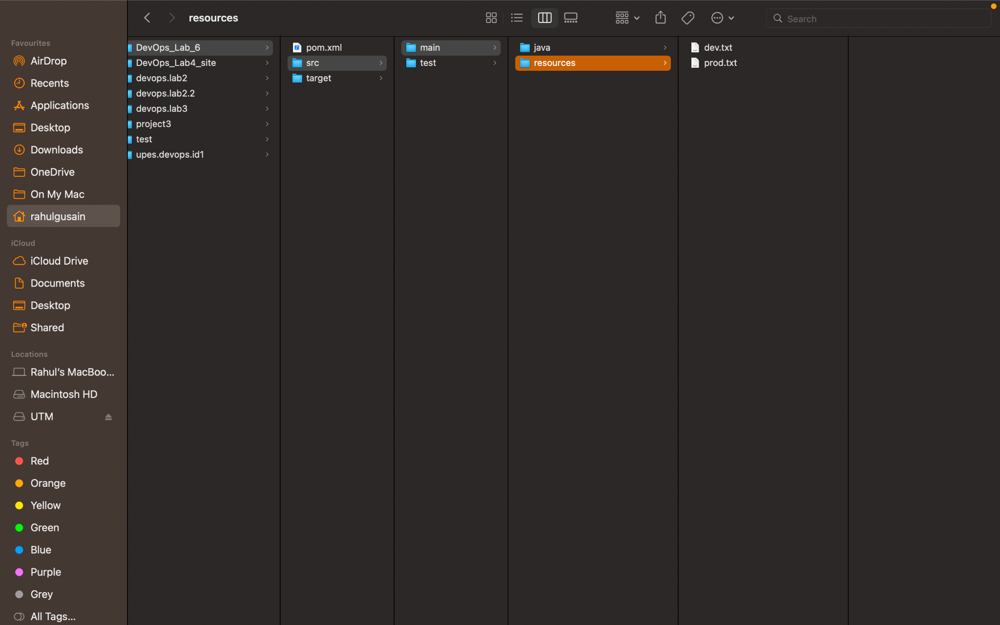 resources
Search
Favourites
AirDrop
Recents
Applications
Desktop
Downloads
OneDrive
On My Mac
rahulgusain
iCloud
iCloud Drive
Documents
Desktop
Shared
Locations
Rahul's MacBoo...
Macintosh HD
UTM
Tags
Red
Orange
Yellow
Green
Blue
Purple
Grey
All Tags...
DevOps_Lab_6
DevOps_Lab4_site
devops.lab2
devops.lab2.2
devops.lab3
project3
test
upes.devops.id1
pom.xml
src
target
main
test
java
resources
dev.txt
prod.txt